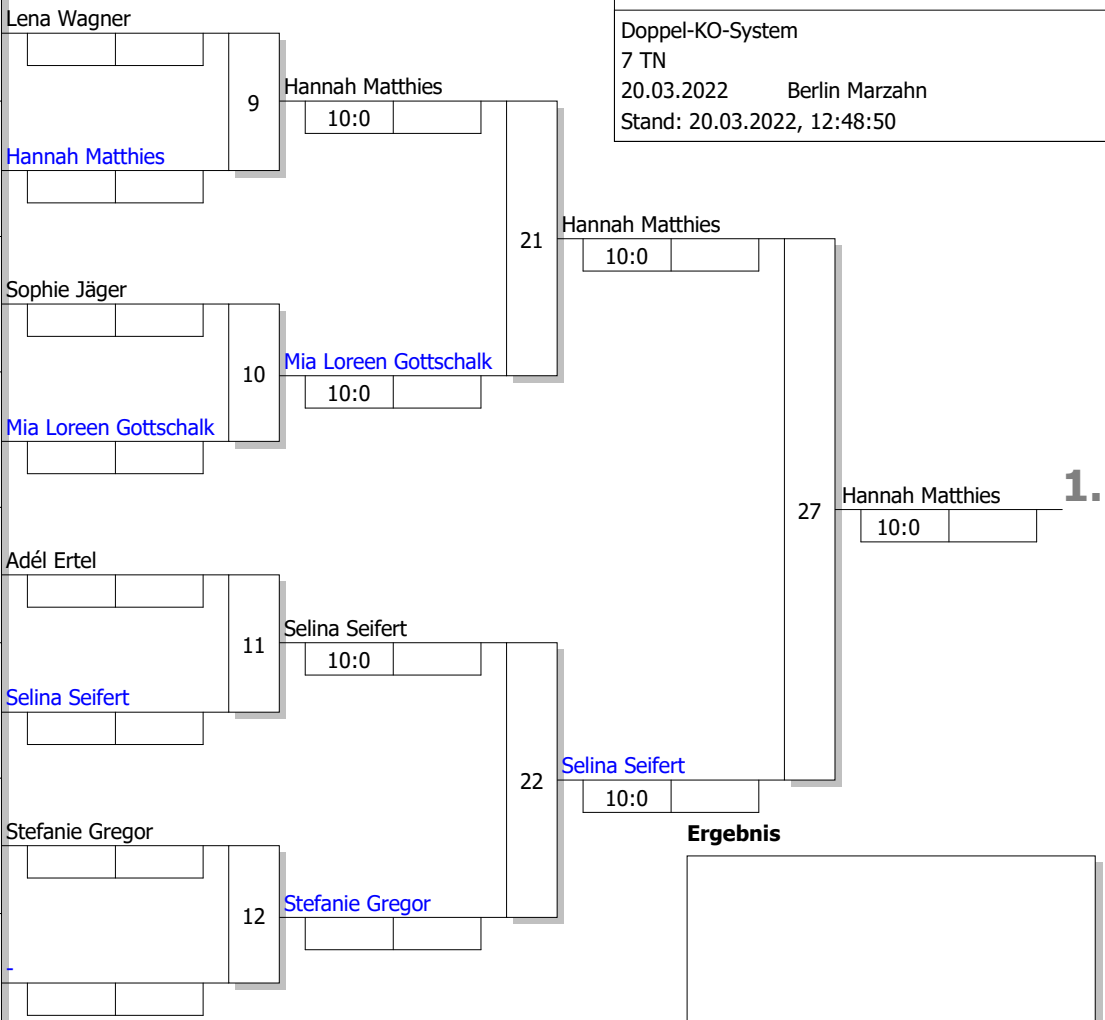 Lena Wagner
Doppel-KO-System
7 TN
20.03.2022 Berlin Marzahn
Stand: 20.03.2022, 12:48:50
9
Hannah Matthies
10:0
Hannah Matthies
21
Hannah Matthies
10:0
Sophie Jäger
10
Mia Loreen Gottschalk
10:0
Mia Loreen Gottschalk
27
Hannah Matthies
1.
10:0
Adél Ertel
11
Selina Seifert
10:0
Selina Seifert
22
Selina Seifert
10:0
Stefanie Gregor
Ergebnis
12
Stefanie Gregor
-